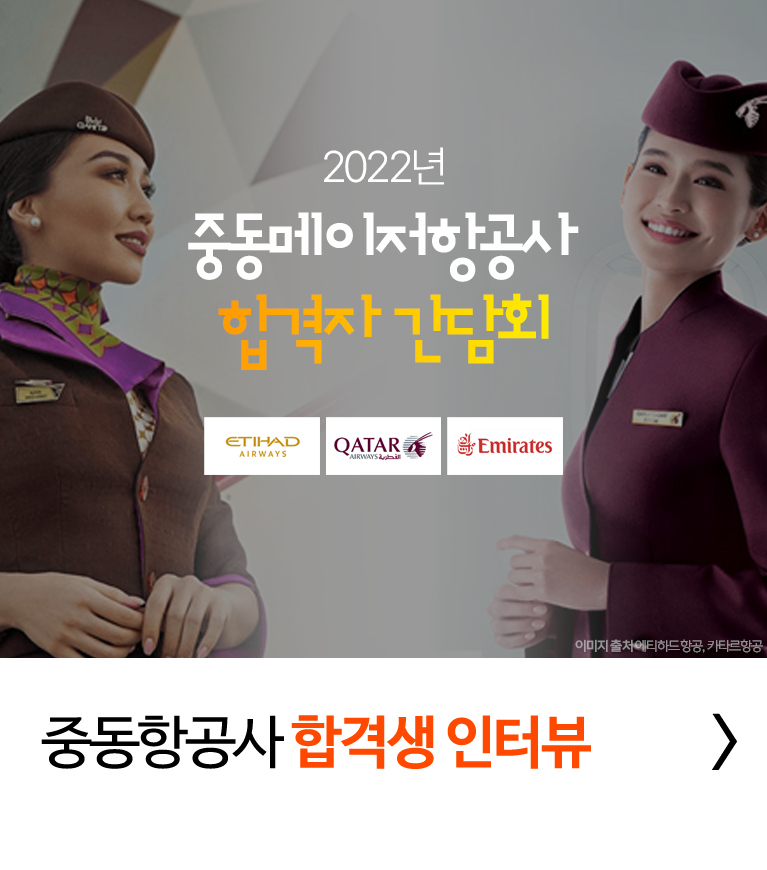 2022년
중동메이저항공사
합격자 간담회
ETIHAD
AIRWAYS
QATAR
AIRWAYS القطرية
Emirates
이미지 출처-에티하드항공, 카타르항공
중동항공사 합격생 인터뷰